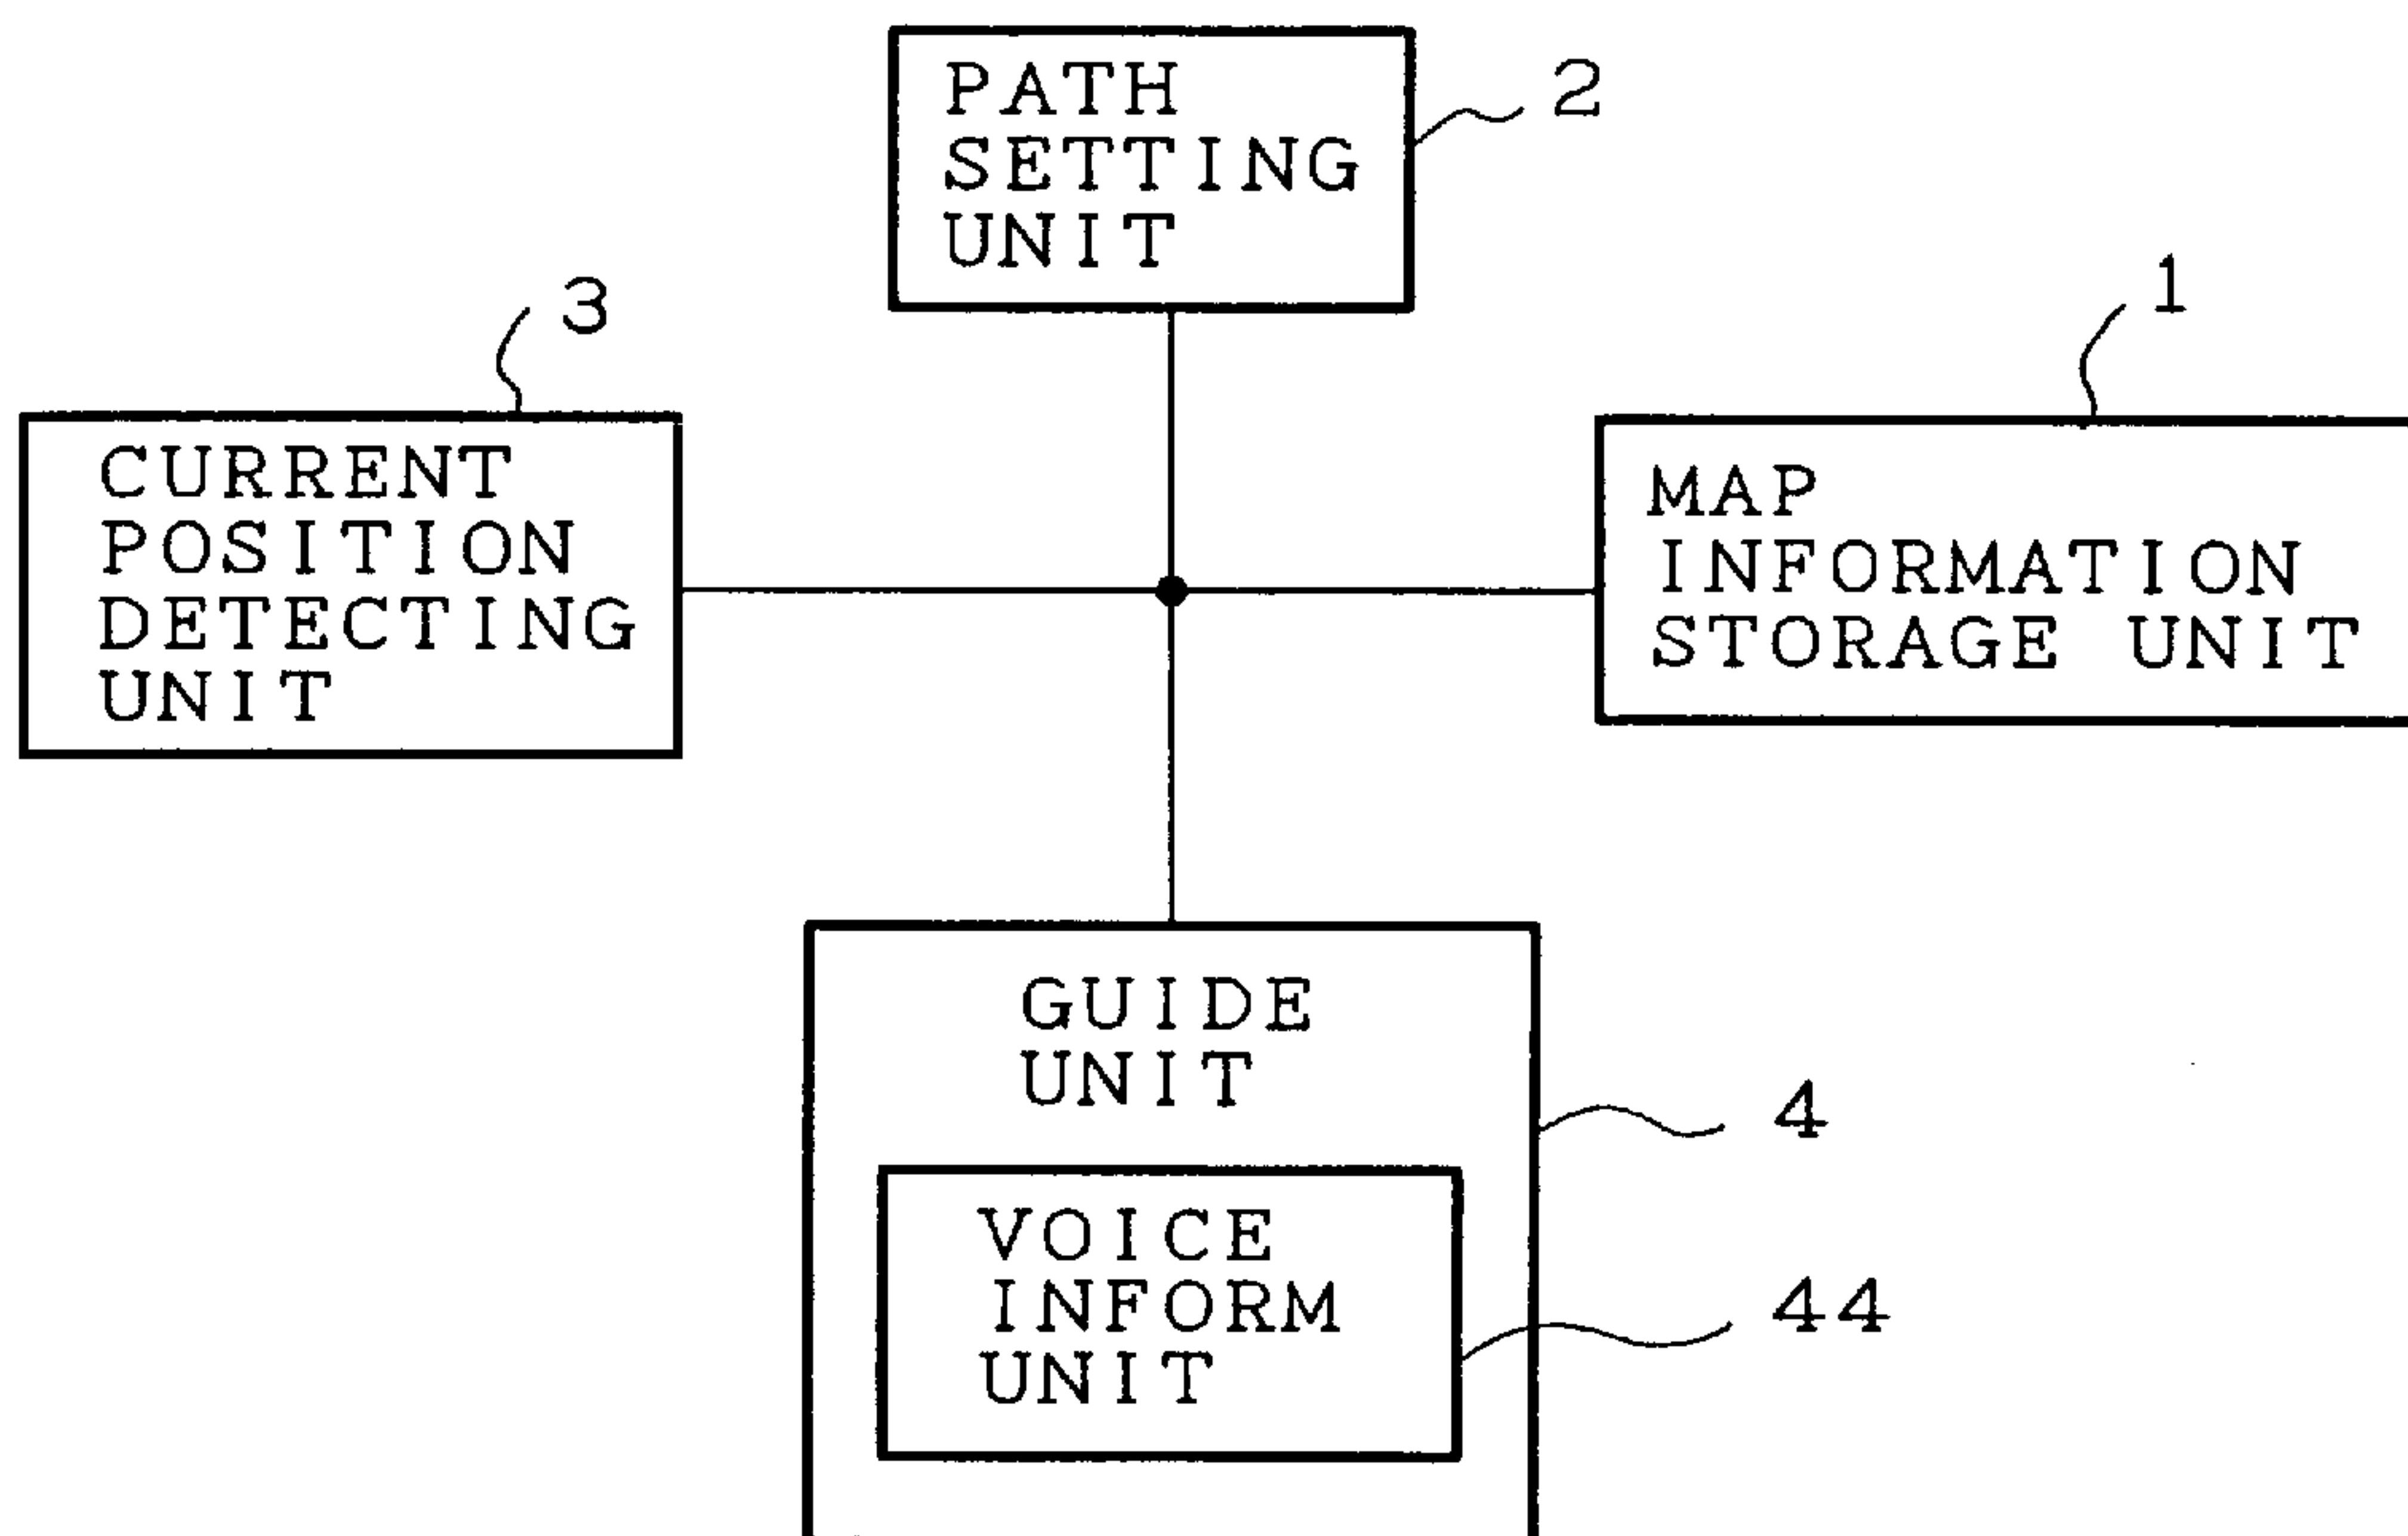 PATH
SETTING
UNIT
2
3
1
CURRENT
POSITION
DETECTING
UNIT
MAP
INFORMATION
STORAGE UNIT
GUIDE
UNIT
4
VOICE
INFORM
UNIT
44